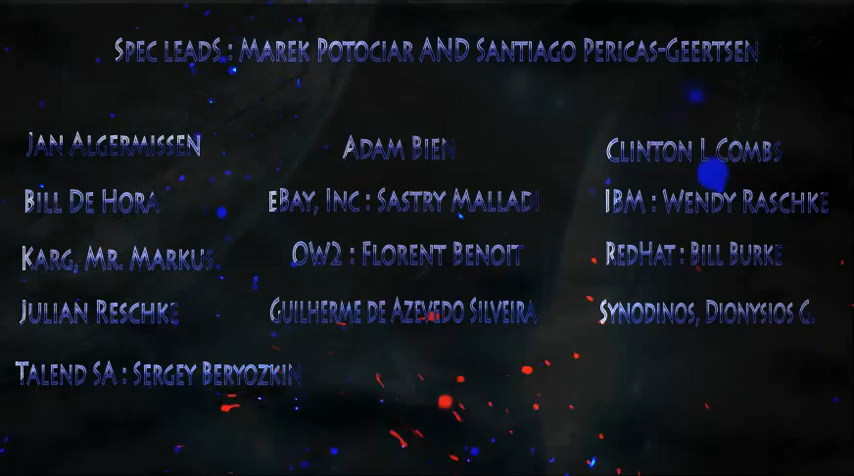 Spec leads : Marek Potociar AND Santiago Pericas-Geertsen
Jan Algermissen
Adam Bien
Clinton L Combs
Bill De Hora
eBay, Inc : Sastry Malladi
IBM : Wendy Raschke
Karg, Mr. Markus
OW2 : Florent Benoit
RedHat : Bill Burke
Julian Reschke
Guilherme de Azevedo Silveira
Synodinos, Dionysios G.
Talend SA : Sergey Beryozkin